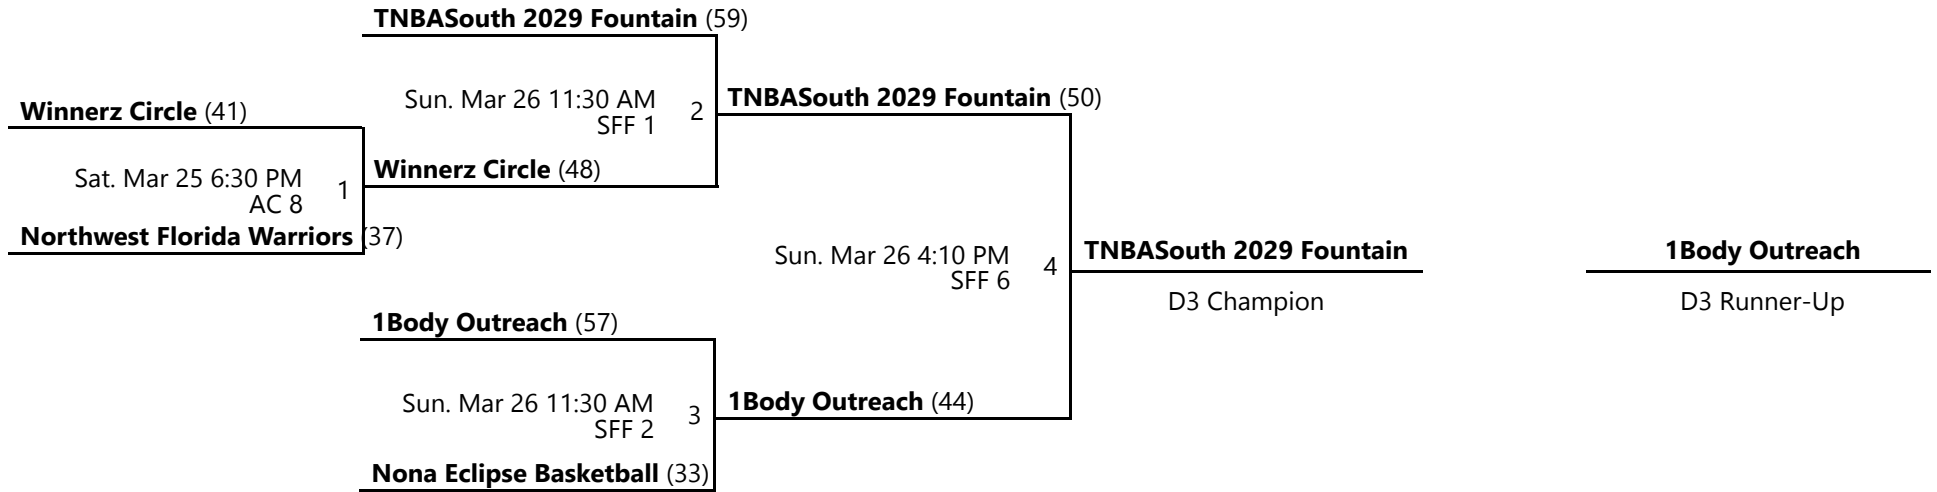 TNBASouth 2029 Fountain (59)
Sun. Mar 26 11:30 AM
SFF 1
2
Winnerz Circle (41)
Sat. Mar 25 6:30 PM
AC 8
1
Northwest Florida Warriors (37)
Winnerz Circle (48)
TNBASouth 2029 Fountain (50)
Sun. Mar 26 4:10 PM
SFF 6
4
TNBASouth 2029 Fountain
D3 Champion
1Body Outreach
D3 Runner-Up
1Body Outreach (57)
Sun. Mar 26 11:30 AM
SFF 2
3
1Body Outreach (44)
Nona Eclipse Basketball (33)